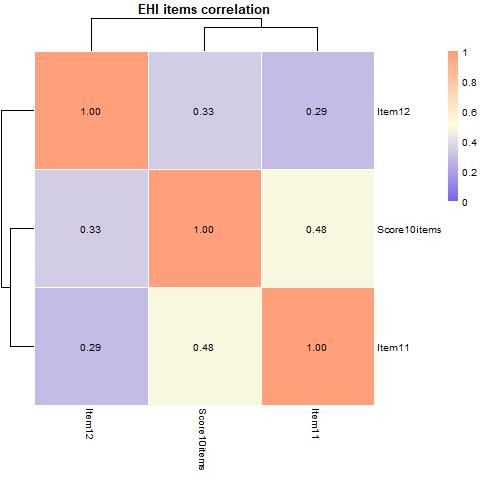 EHI items correlation
1.00 0.33 0.29 Item12
0.33 1.00 0.48 Score10items
0.29 0.48 1.00 Item11
Item12 Score10items Item11
1
0.8
0.6
0.4
0.2
0